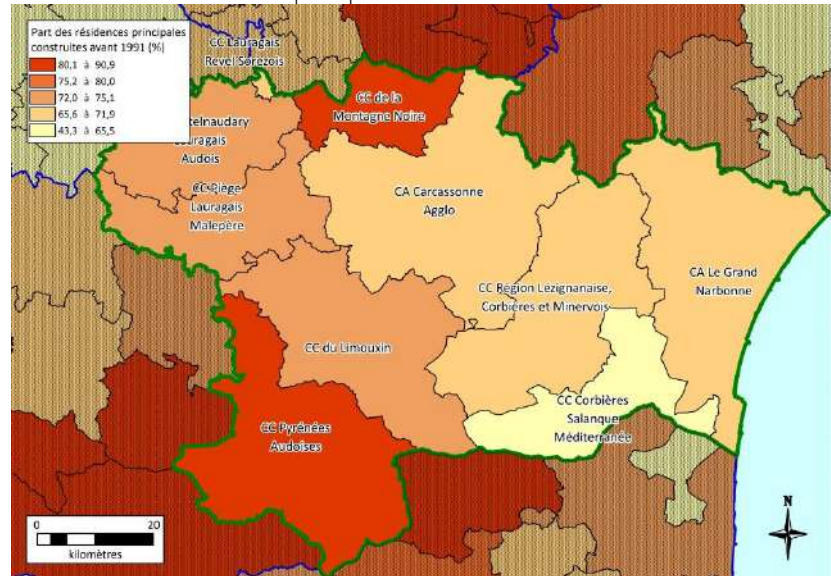 Part des résidences principales
construites avant 1991 (%)
80,1 à 90,9
75,2 à 80,0
72,0 à 75,1
65,6 à 71,9
43,3 à 65,5
CC Lauragais
Revel Sorezois
CC de la
Montagne Noire
telnaudary
Lauragais
Audois
CC Piège
Lauragais
Malepère
CA Carcassonne
Agglo
CC Région Lézignanaise,
Corbières et Minervois
CA Le Grand
Narbonne
CC du Limouxin
CC Corbières
Salanque
Méditerranée
CC Pyrénées
Audoises
0 20
kilomètres
N